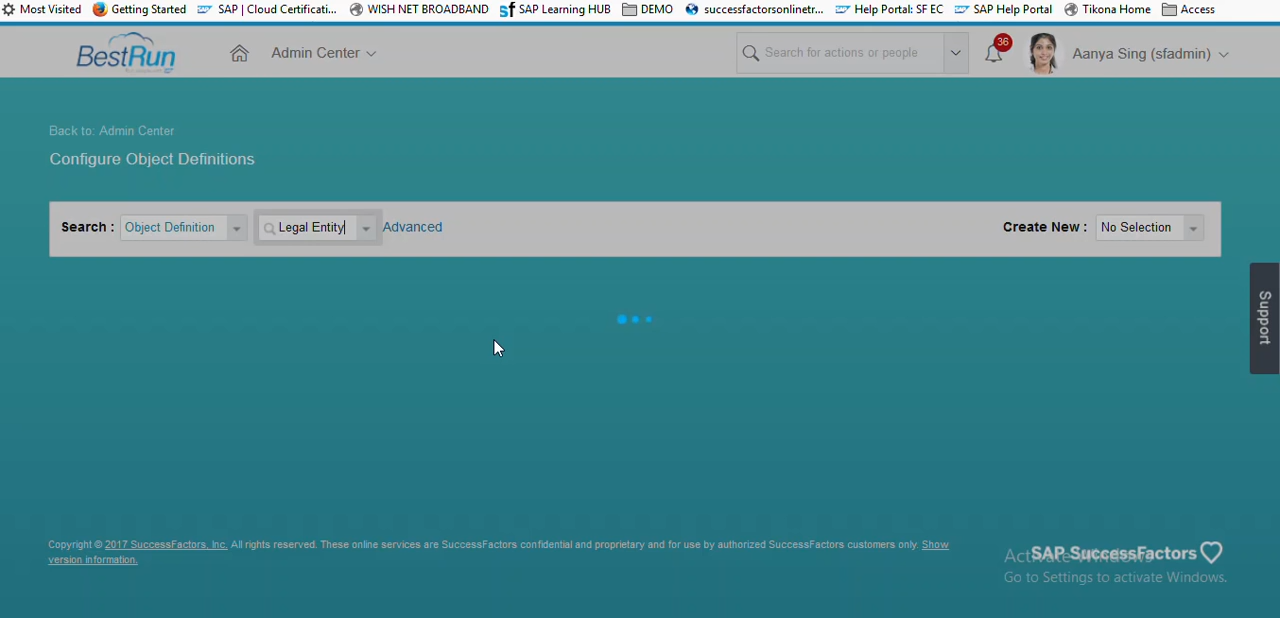 Most Visited Getting Started SAP | Cloud Certificati... WISH NET BROADBAND SAP Learning HUB DEMO successfactorsonlinetr... Help Portal: SF EC SAP Help Portal Tikona Home Access
BestRun Admin Center Search for actions or people 36 Aanya Sing (sfadmin)
Back to: Admin Center
Configure Object Definitions
Search : Object Definition Legal Entity Advanced Create New : No Selection
Support
Copyright © 2017 SuccessFactors, Inc. All rights reserved. These online services are SuccessFactors confidential and proprietary and for use by authorized SuccessFactors customers only. Show
version information.
SAP SuccessFactors
Activate Windows
Go to Settings to activate Windows.